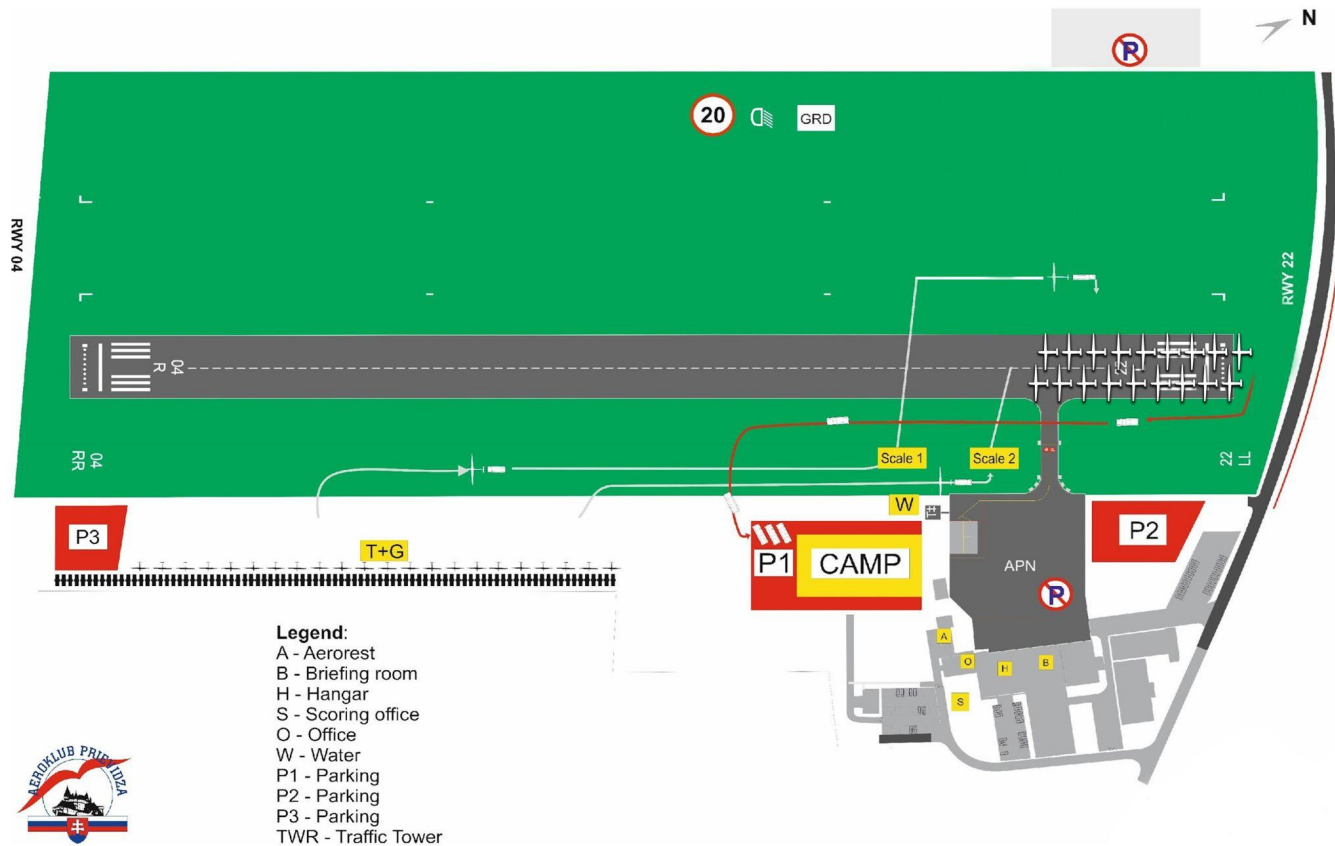 N
P
20
GRD
RWY 04
RWY 22
04
R
22
04
RR
Scale 1
Scale 2
22
LL
W
P3
T+G
P1
CAMP
P2
APN
P
A
O
H
B
S
Legend:
A - Aerorest
B - Briefing room
H - Hangar
S - Scoring office
O - Office
W - Water
P1 - Parking
P2 - Parking
P3 - Parking
TWR - Traffic Tower
AEROKLUB PRIEVIDZA